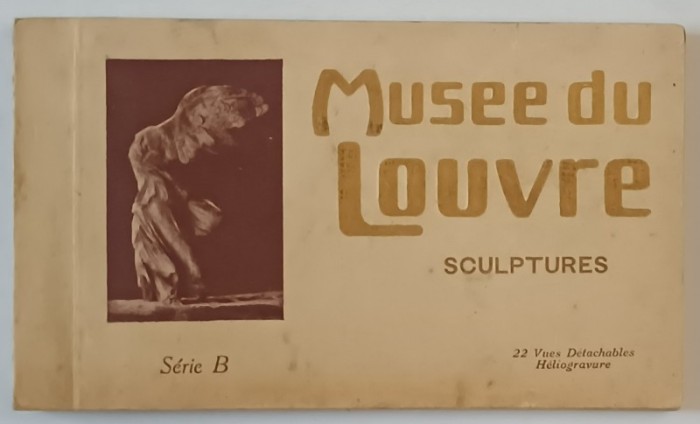 Musee du
Louvre
SCULPTURES
Série B
22 Vues Détachables
Héliogravure